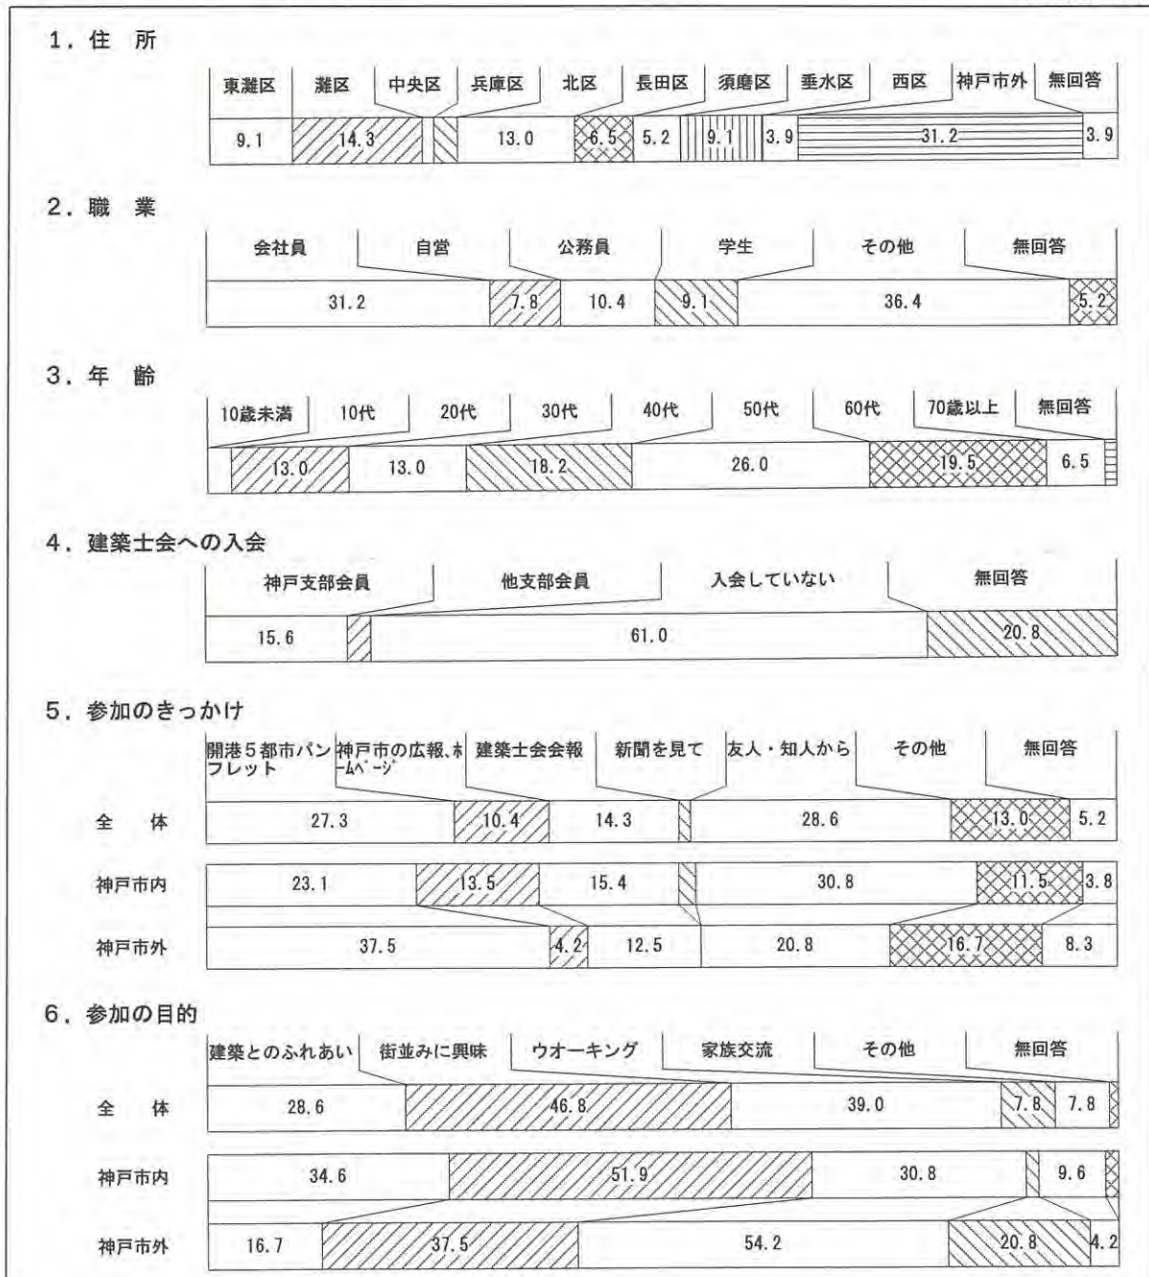 1. 住 所
東灘区 灘区 中央区 兵庫区 北区 長田区 須磨区 垂水区 西区 神戸市外 無回答
9.1 14.3 13.0 6.5 5.2 9.1 3.9 31.2 3.9
2. 職 業
会社員 自営 公務員 学生 その他 無回答
31.2 7.8 10.4 9.1 36.4 5.2
3. 年 齢
10歳未満 10代 20代 30代 40代 50代 60代 70歳以上 無回答
13.0 13.0 18.2 26.0 19.5 6.5
4. 建築士会への入会
神戸支部会員 他支部会員 入会していない 無回答
15.6 61.0 20.8
5. 参加のきっかけ
開港5都市パン 神戸市の広報、ホ 建築士会会報 新聞を見て 友人・知人から その他 無回答
フレット ームページ
全 体 27.3 10.4 14.3 28.6 13.0 5.2
神戸市内 23.1 13.5 15.4 30.8 11.5 3.8
神戸市外 37.5 4.2 12.5 20.8 16.7 8.3
6. 参加の目的
建築とのふれあい 街並みに興味 ウオーキング 家族交流 その他 無回答
全 体 28.6 46.8 39.0 7.8 7.8
神戸市内 34.6 51.9 30.8 9.6
神戸市外 16.7 37.5 54.2 20.8 4.2